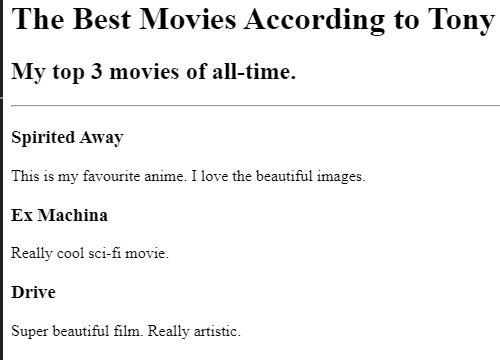 The Best Movies According to Tony
My top 3 movies of all-time.
Spirited Away
This is my favourite anime. I love the beautiful images.
Ex Machina
Really cool sci-fi movie.
Drive
Super beautiful film. Really artistic.